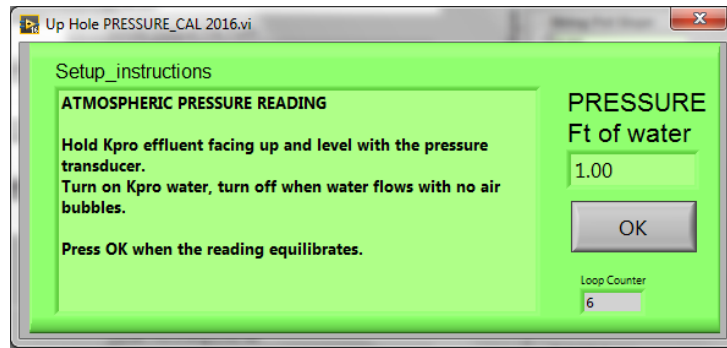 Up Hole PRESSURE_CAL 2016.vi
Setup_instructions
ATMOSPHERIC PRESSURE READING
Hold Kpro effluent facing up and level with the pressure
transducer.
Turn on Kpro water, turn off when water flows with no air
bubbles.
Press OK when the reading equilibrates.
PRESSURE
Ft of water
1.00
OK
Loop Counter
6